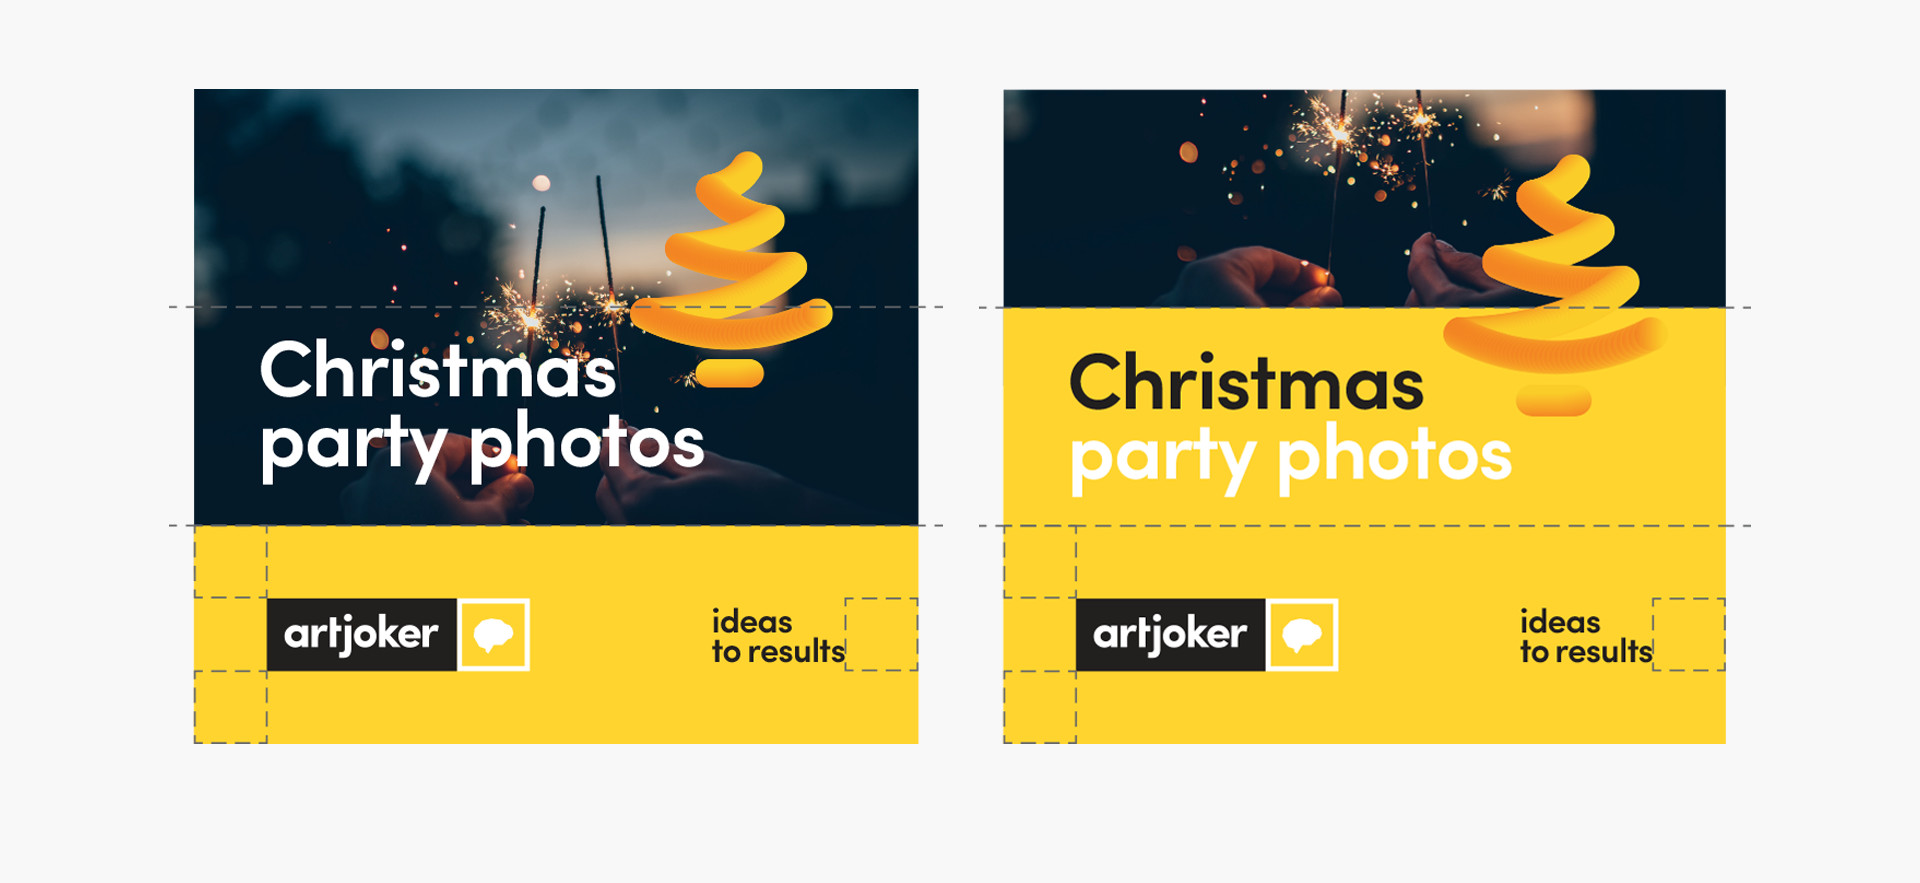 Christmas
party photos
artjoker
ideas
to results
Christmas
party photos
artjoker
ideas
to results